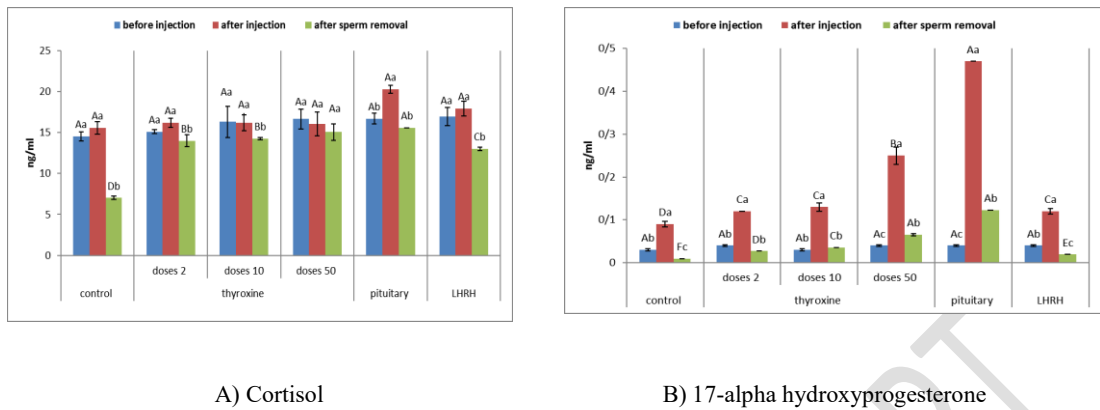 before injection after injection after sperm removal
25
20
15
10
5
0
ng/ml
Aa Aa Db
Aa Aa Bb
Aa Aa Bb
Aa Aa Aa
Ab Aa Ab
Aa Aa Cb
doses 2 doses 10 doses 50
control thyroxine pituitary LHRH
A) Cortisol
before injection after injection after sperm removal
0/5
0/4
0/3
0/2
0/1
0
ng/ml
Ab Da Fc
Ab Ca Db
Ab Ca Cb
Ac Ba Ab
Ac Aa Ab
Ab Ca Ec
doses 2 doses 10 doses 50
control thyroxine pituitary LHRH
B) 17-alpha hydroxyprogesterone